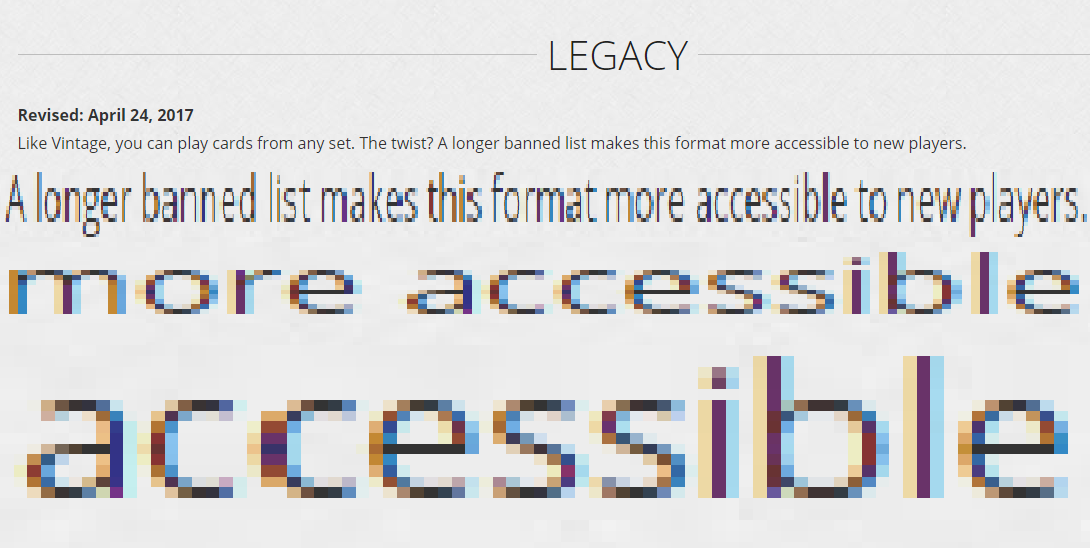 LEGACY
Revised: April 24, 2017
Like Vintage, you can play cards from any set. The twist? A longer banned list makes this format more accessible to new players.
A longer banned list makes this format more accessible to new players.
more accessible
accessible